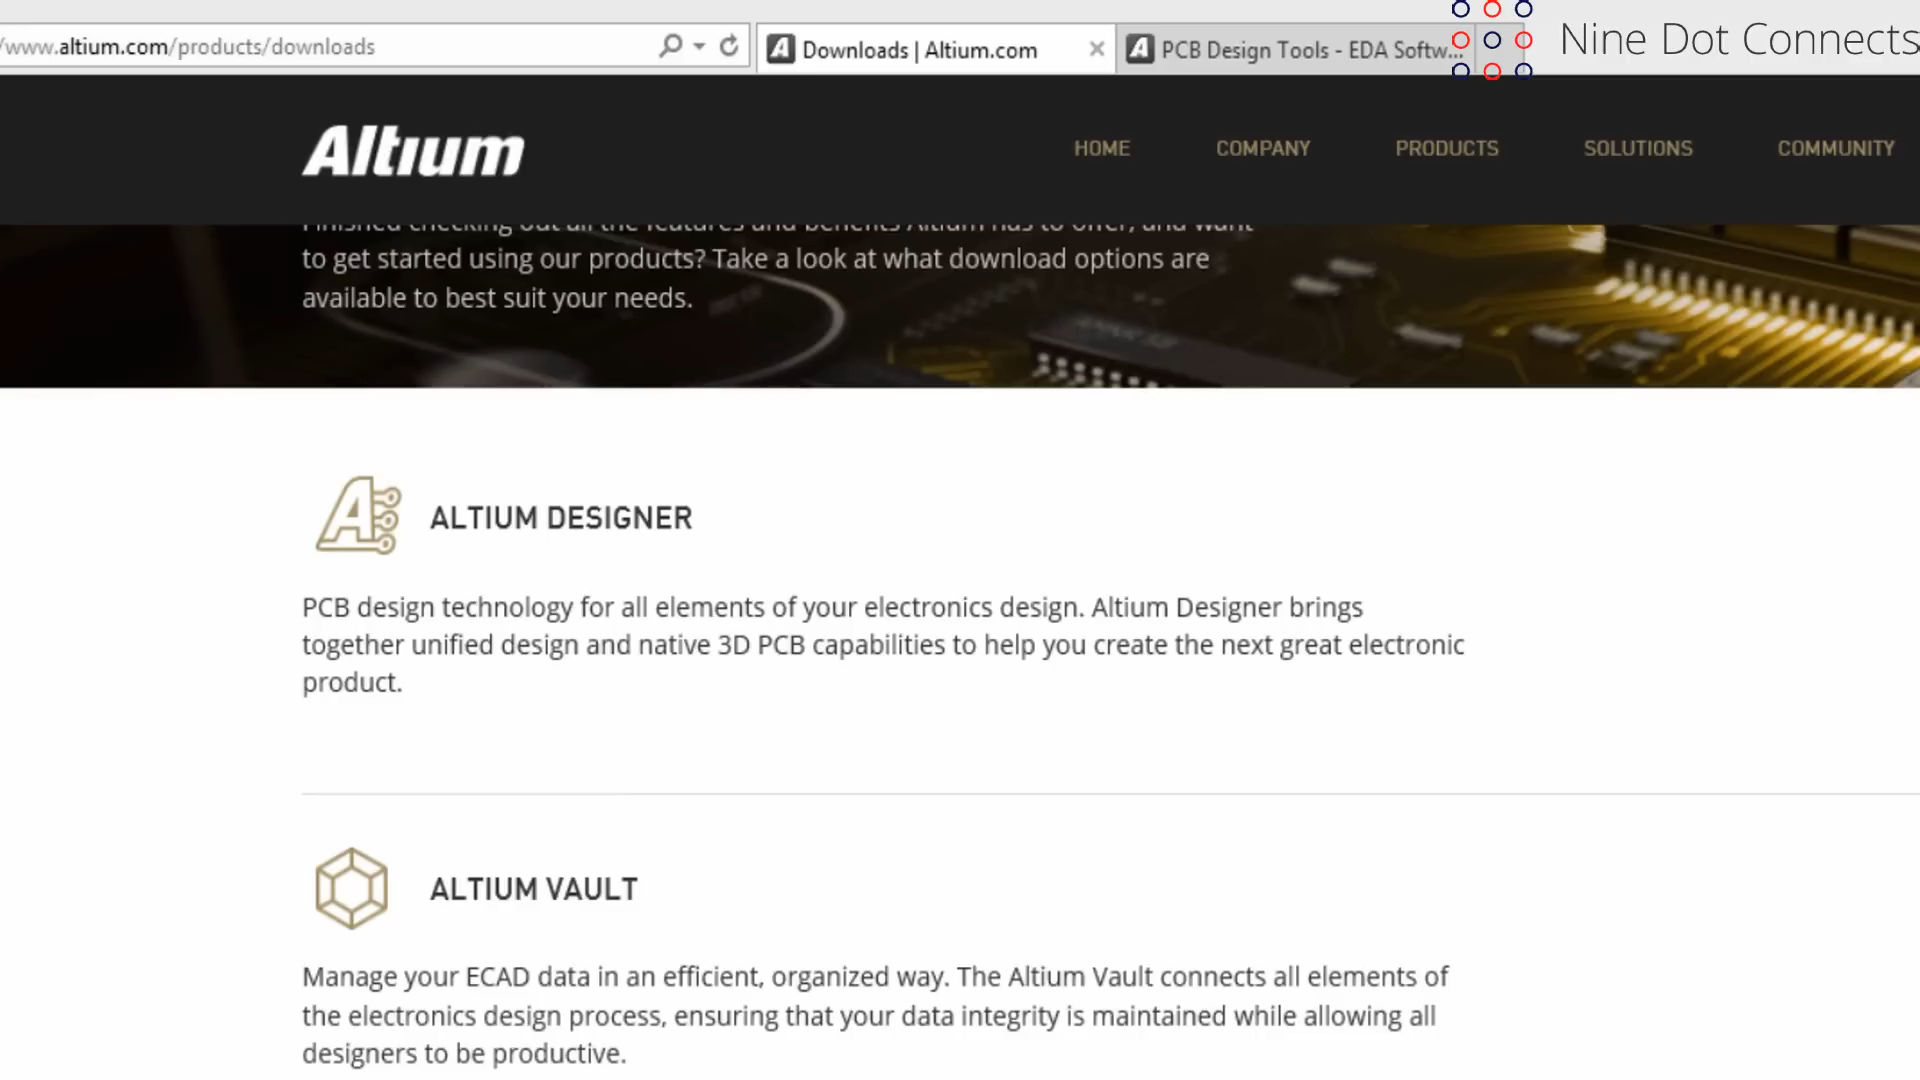 /www.altium.com/products/downloads
Downloads | Altium.com
PCB Design Tools - EDA Softw...
Nine Dot Connects
Altium
HOME
COMPANY
PRODUCTS
SOLUTIONS
COMMUNITY
Finished checking out all the features and benefits Altium has to offer, and want
to get started using our products? Take a look at what download options are
available to best suit your needs.
ALTIUM DESIGNER
PCB design technology for all elements of your electronics design. Altium Designer brings
together unified design and native 3D PCB capabilities to help you create the next great electronic
product.
ALTIUM VAULT
Manage your ECAD data in an efficient, organized way. The Altium Vault connects all elements of
the electronics design process, ensuring that your data integrity is maintained while allowing all
designers to be productive.